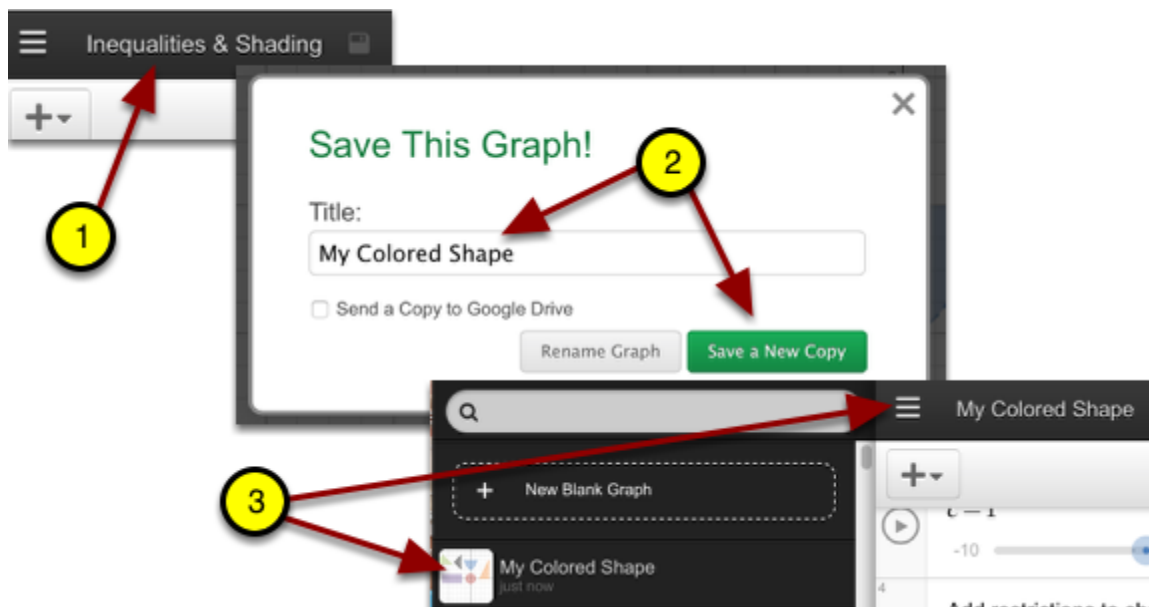 Inequalities & Shading
1
Save This Graph!
2
Title:
My Colored Shape
Send a Copy to Google Drive
Rename Graph
Save a New Copy
My Colored Shape
3
New Blank Graph
-10
My Colored Shape
just now
4